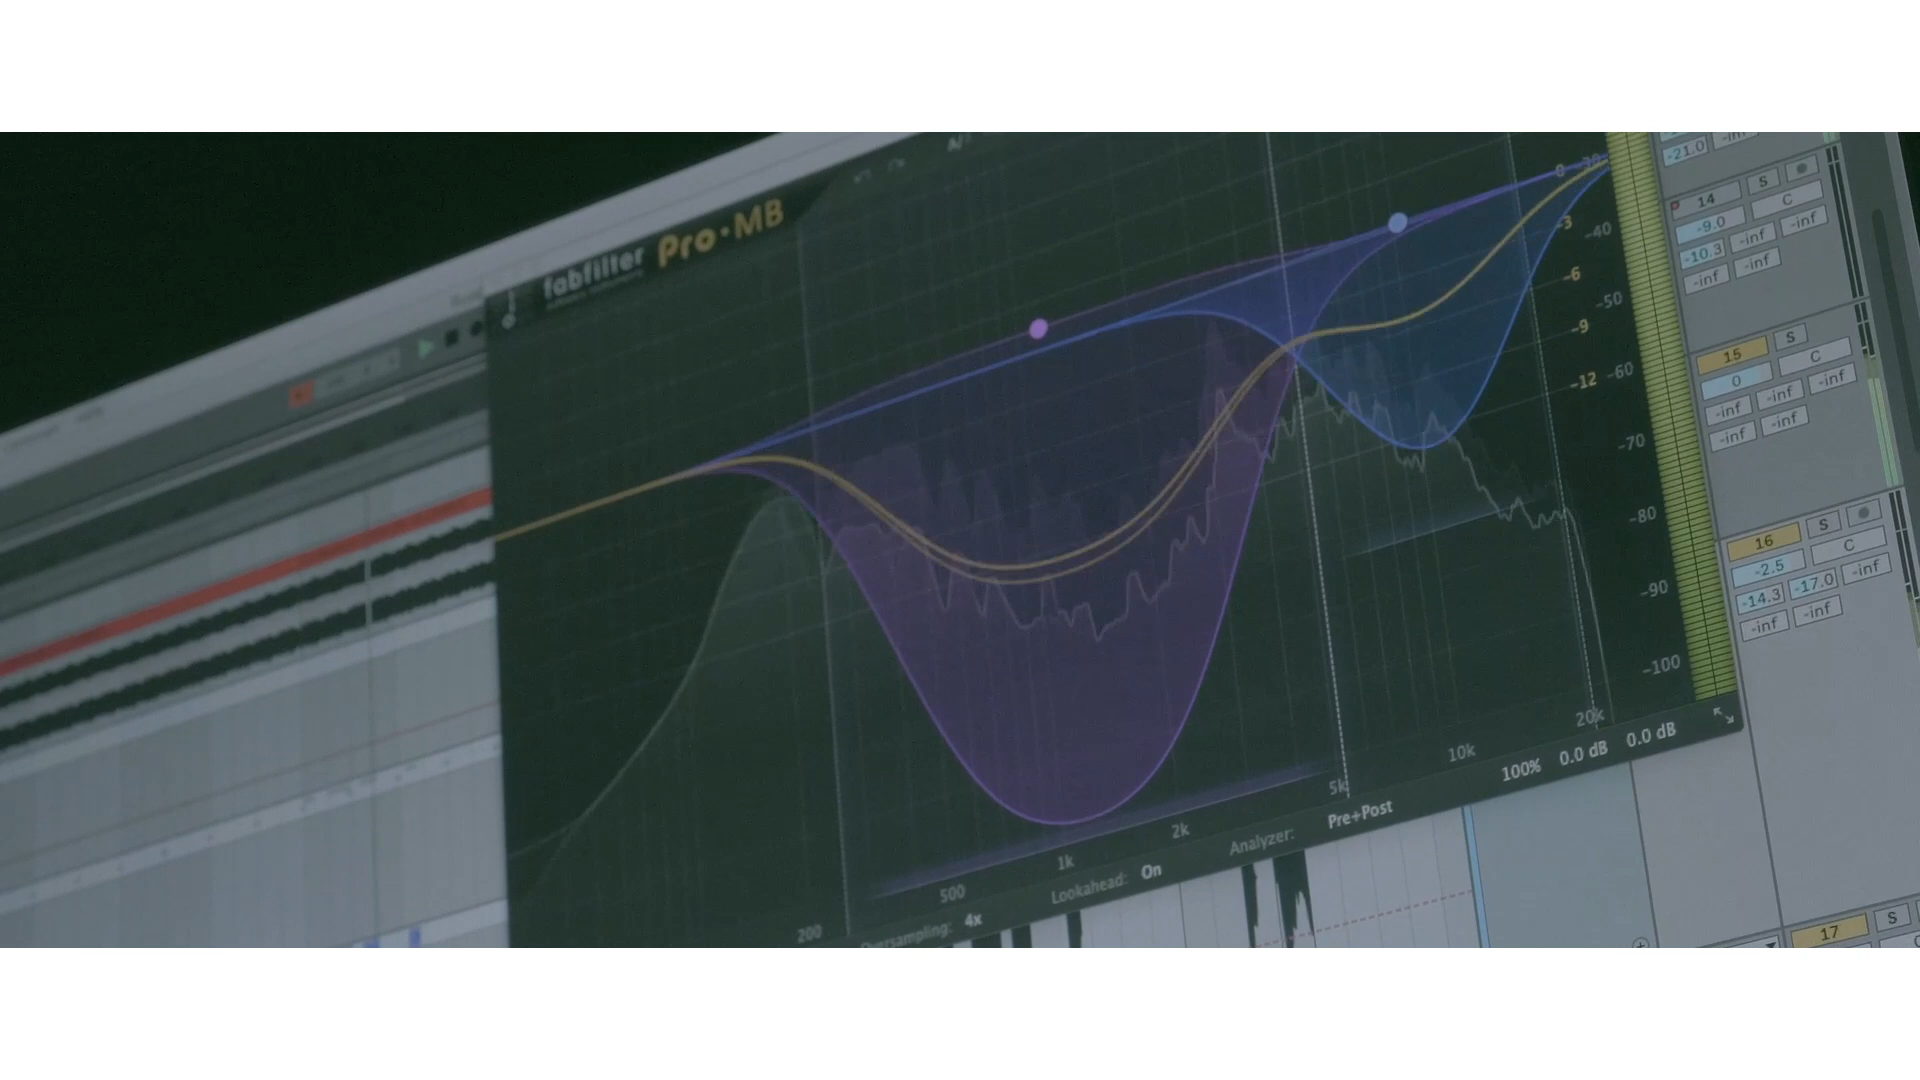 fabfilter Pro·MB
0 -30
-3 -40
-6 -50
-9
-12 -60
-70
-80
-90
-100
200 500 1k 2k 5k 10k 20k
Oversampling: 4x Lookahead: On Analyzer: Pre+Post 100% 0.0 dB 0.0 dB
-21.0
14 S
-9.0 C
-10.3 -inf -inf
-inf -inf
15 S
0 C
-inf -inf -inf
-inf -inf
16 S
-2.5 C
-14.3 -17.0 -inf
-inf -inf
17 S